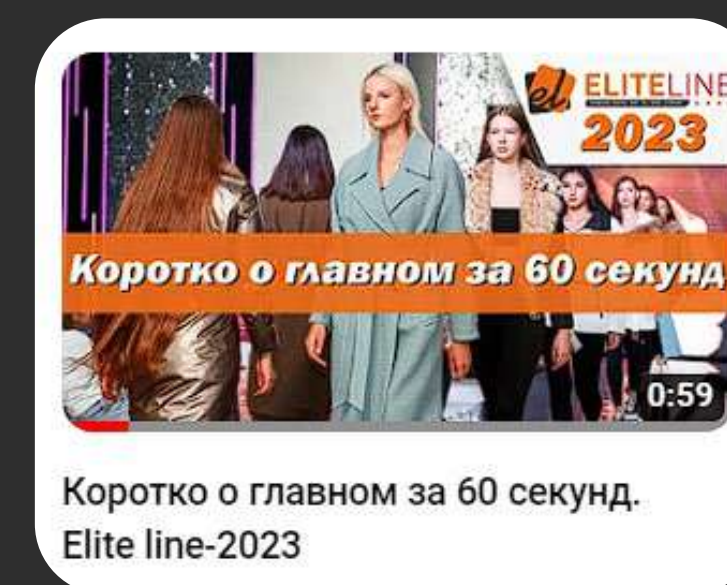 ELITELINE
2023
Коротко о главном за 60 секунд
0:59
Коротко о главном за 60 секунд.
Elite line-2023